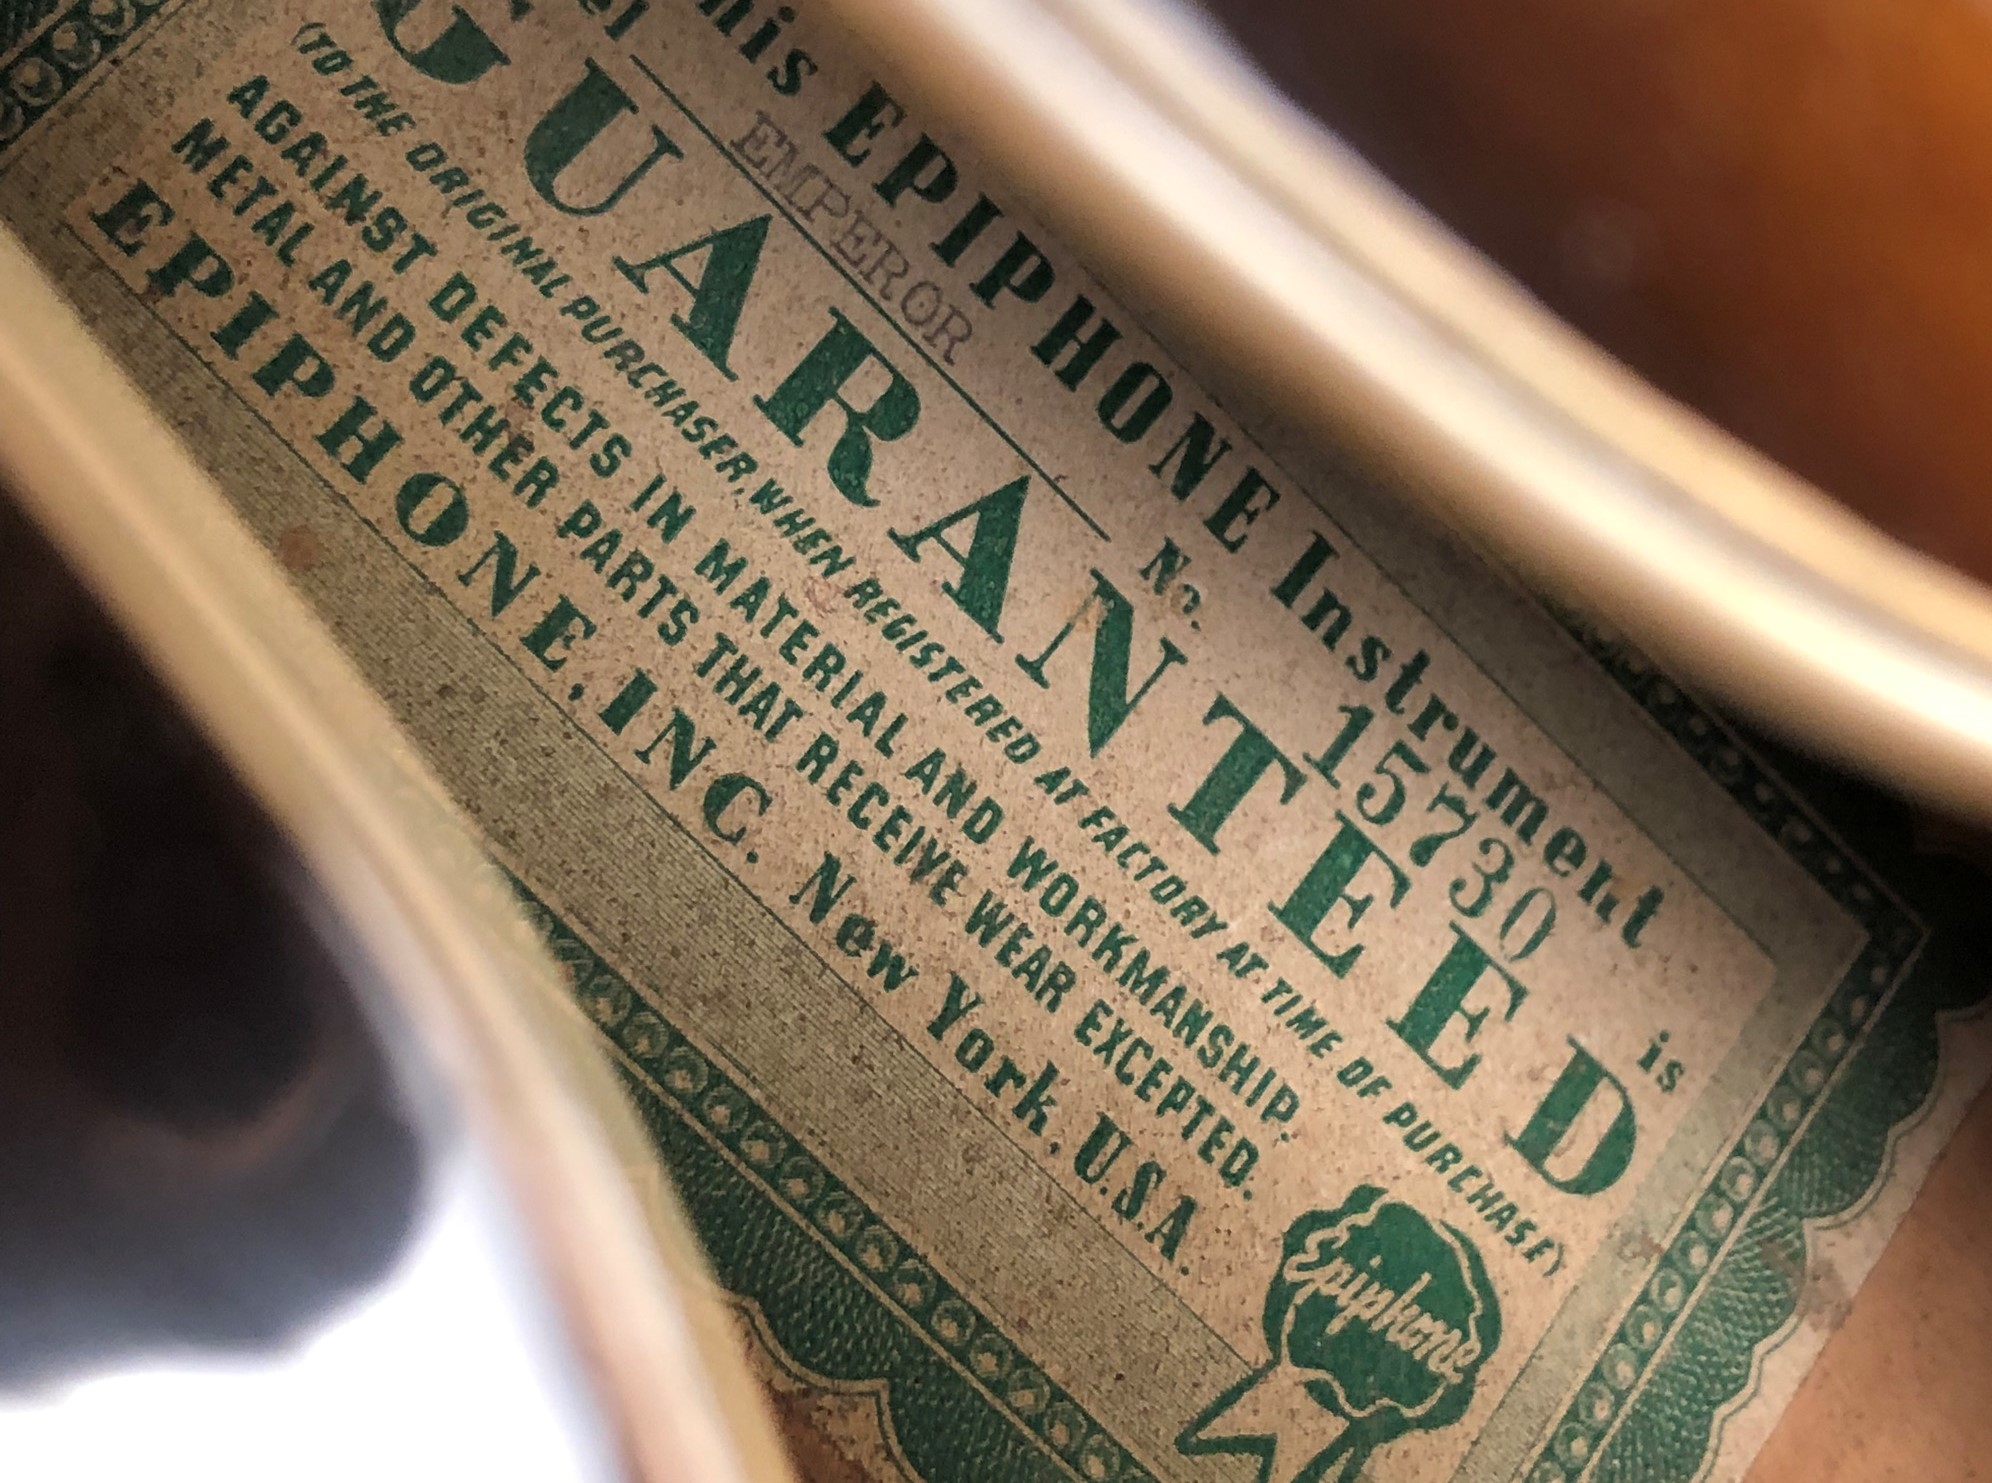 This EPIPHONE Instrument
EMPEROR No. 15730 is
GUARANTEED
(TO THE ORIGINAL PURCHASER, WHEN REGISTERED AT FACTORY AT TIME OF PURCHASE)
AGAINST DEFECTS IN MATERIAL AND WORKMANSHIP.
METAL AND OTHER PARTS THAT RECEIVE WEAR EXCEPTED.
EPIPHONE, INC. New York, U.S.A.
Epiphone